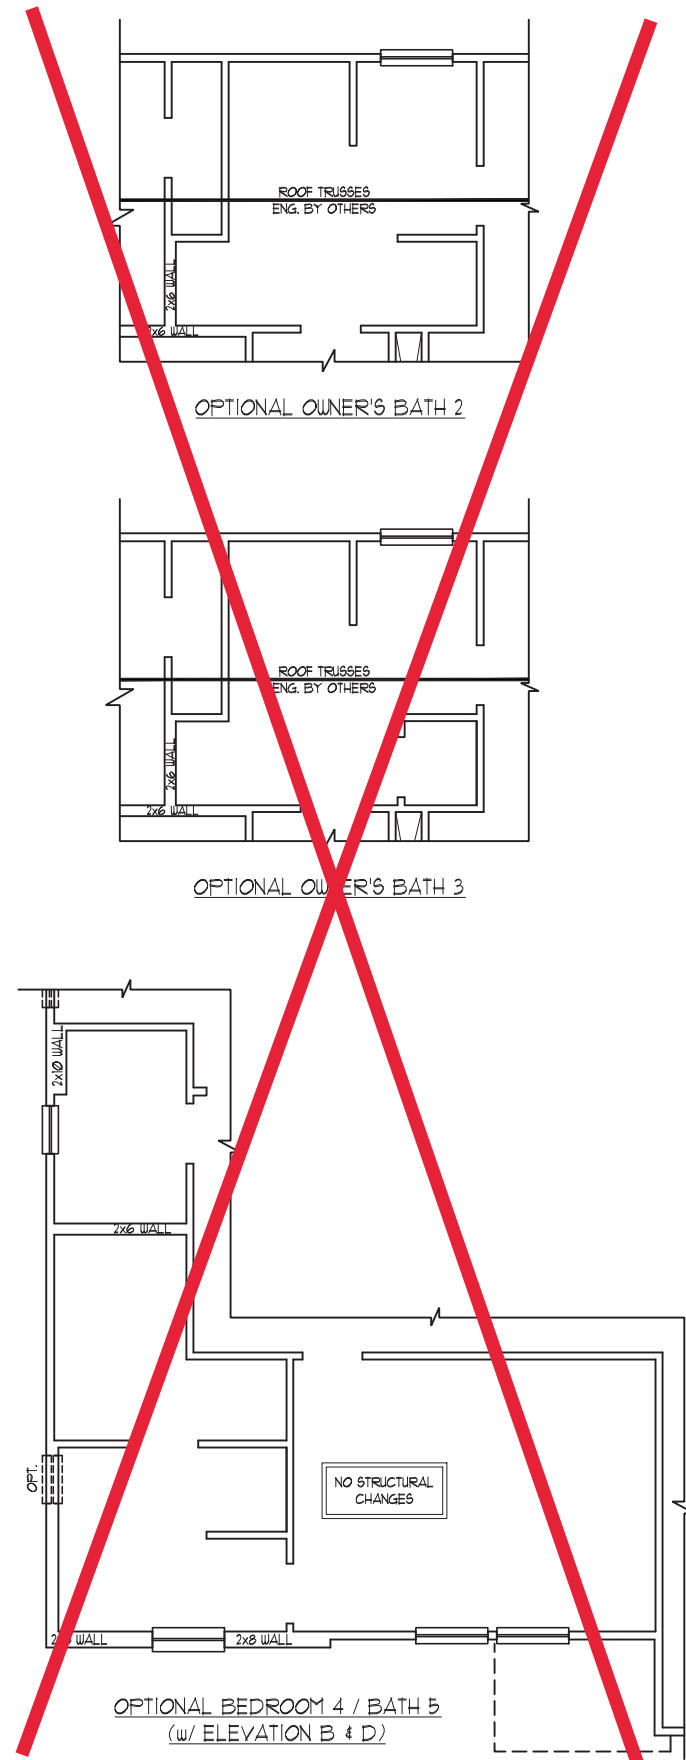 ROOF TRUSSES
ENG. BY OTHERS
2x6 WALL
2x6 WALL
OPTIONAL OWNER'S BATH 2
ROOF TRUSSES
ENG. BY OTHERS
2x6 WALL
2x6 WALL
OPTIONAL OWNER'S BATH 3
2x10 WALL
2x6 WALL
OPT.
NO STRUCTURAL
CHANGES
WALL
2x8 WALL
OPTIONAL BEDROOM 4 / BATH 5
(w/ ELEVATION B & D)